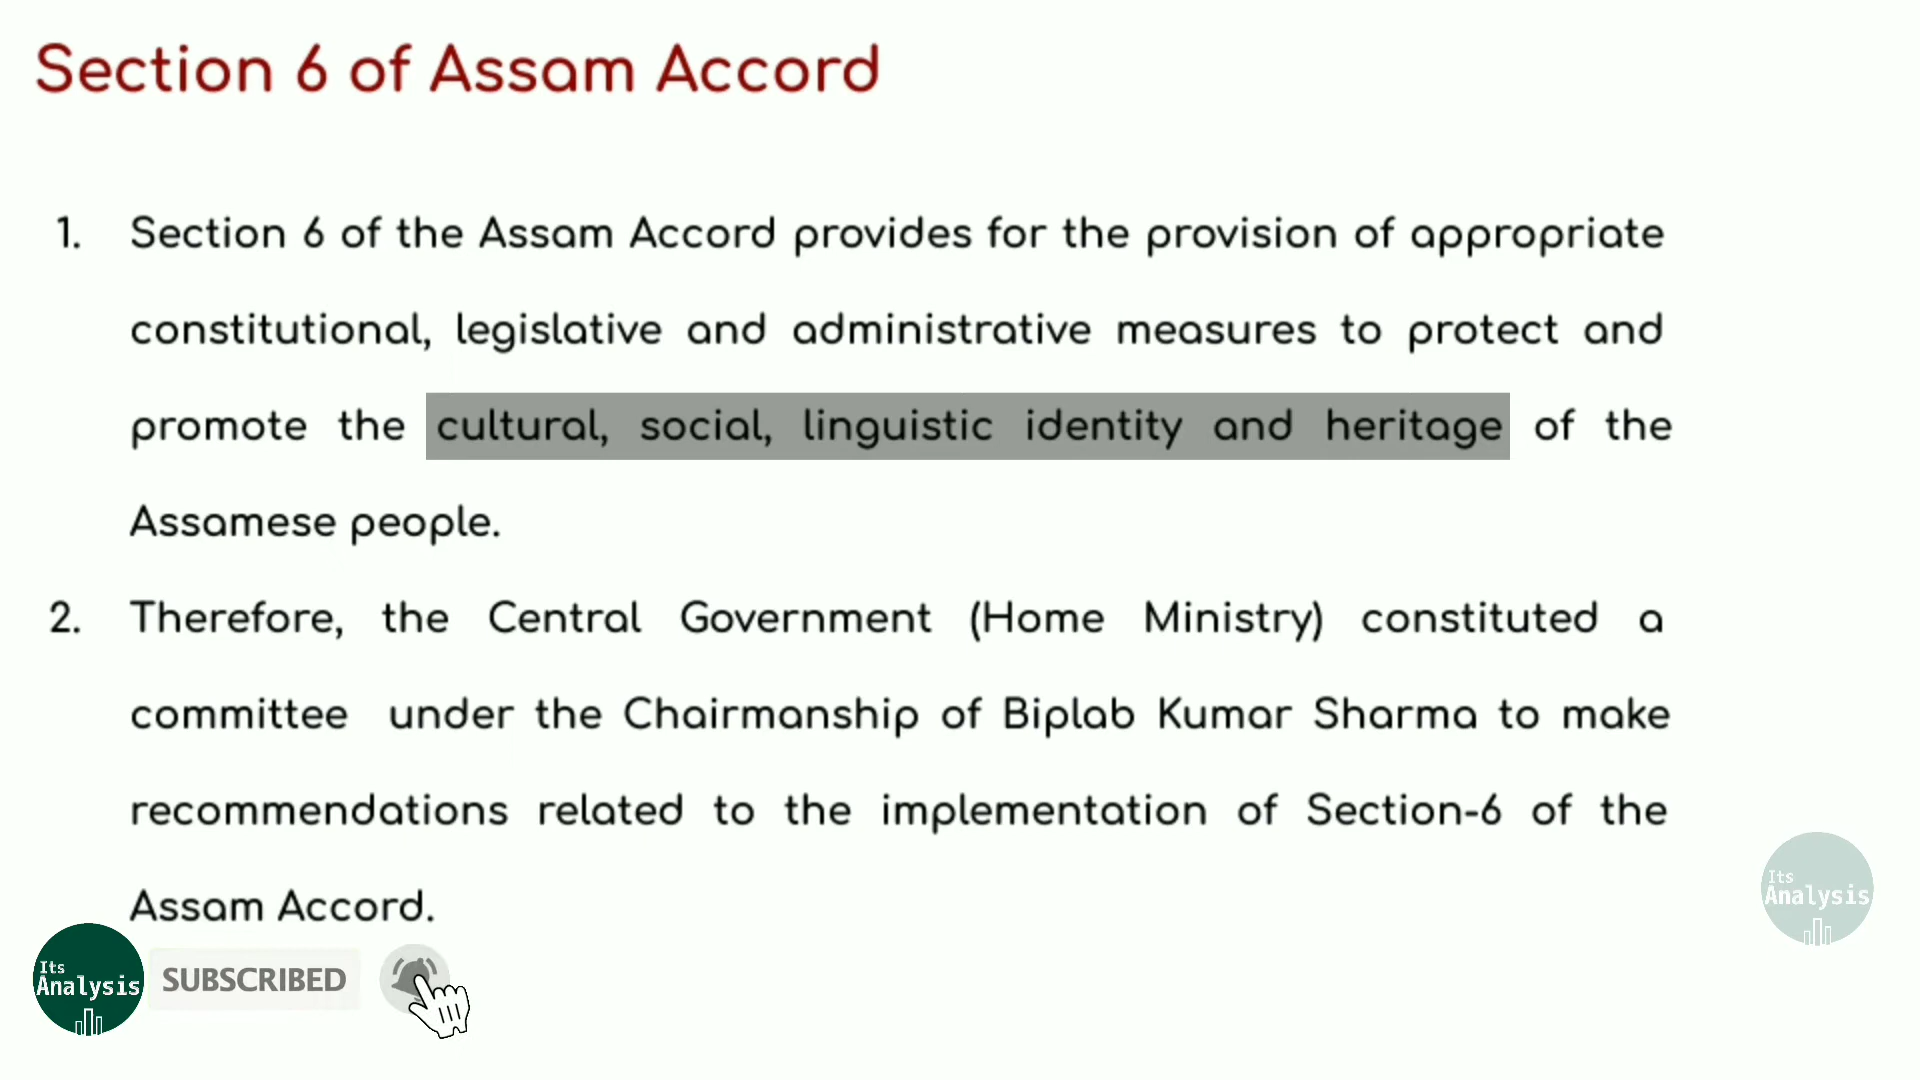 Section 6 of Assam Accord
1. Section 6 of the Assam Accord provides for the provision of appropriate
constitutional, legislative and administrative measures to protect and
promote the cultural, social, linguistic identity and heritage of the
Assamese people.
2. Therefore, the Central Government (Home Ministry) constituted a
committee under the Chairmanship of Biplab Kumar Sharma to make
recommendations related to the implementation of Section-6 of the
Assam Accord.
Its
Analysis
SUBSCRIBED
Its
Analysis